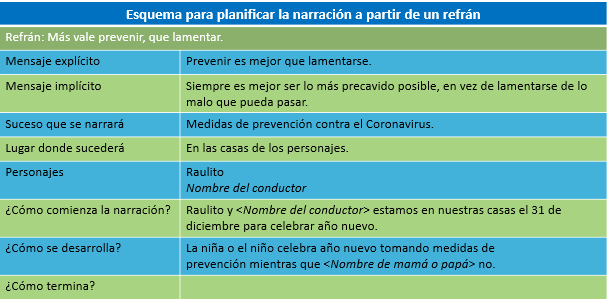 Esquema para planificar la narración a partir de un refrán
Refrán: Más vale prevenir, que lamentar.
Mensaje explícito
Prevenir es mejor que lamentarse.
Mensaje implícito
Siempre es mejor ser lo más precavido posible, en vez de lamentarse de lo
malo que pueda pasar.
Suceso que se narrará
Medidas de prevención contra el Coronavirus.
Lugar donde sucederá
En las casas de los personajes.
Personajes
Raulito
Nombre del conductor
¿Cómo comienza la narración?
Raulito y <Nombre del conductor> estamos en nuestras casas el 31 de
diciembre para celebrar año nuevo.
¿Cómo se desarrolla?
La niña o el niño celebra año nuevo tomando medidas de
prevención mientras que <Nombre de mamá o papá> no.
¿Cómo termina?